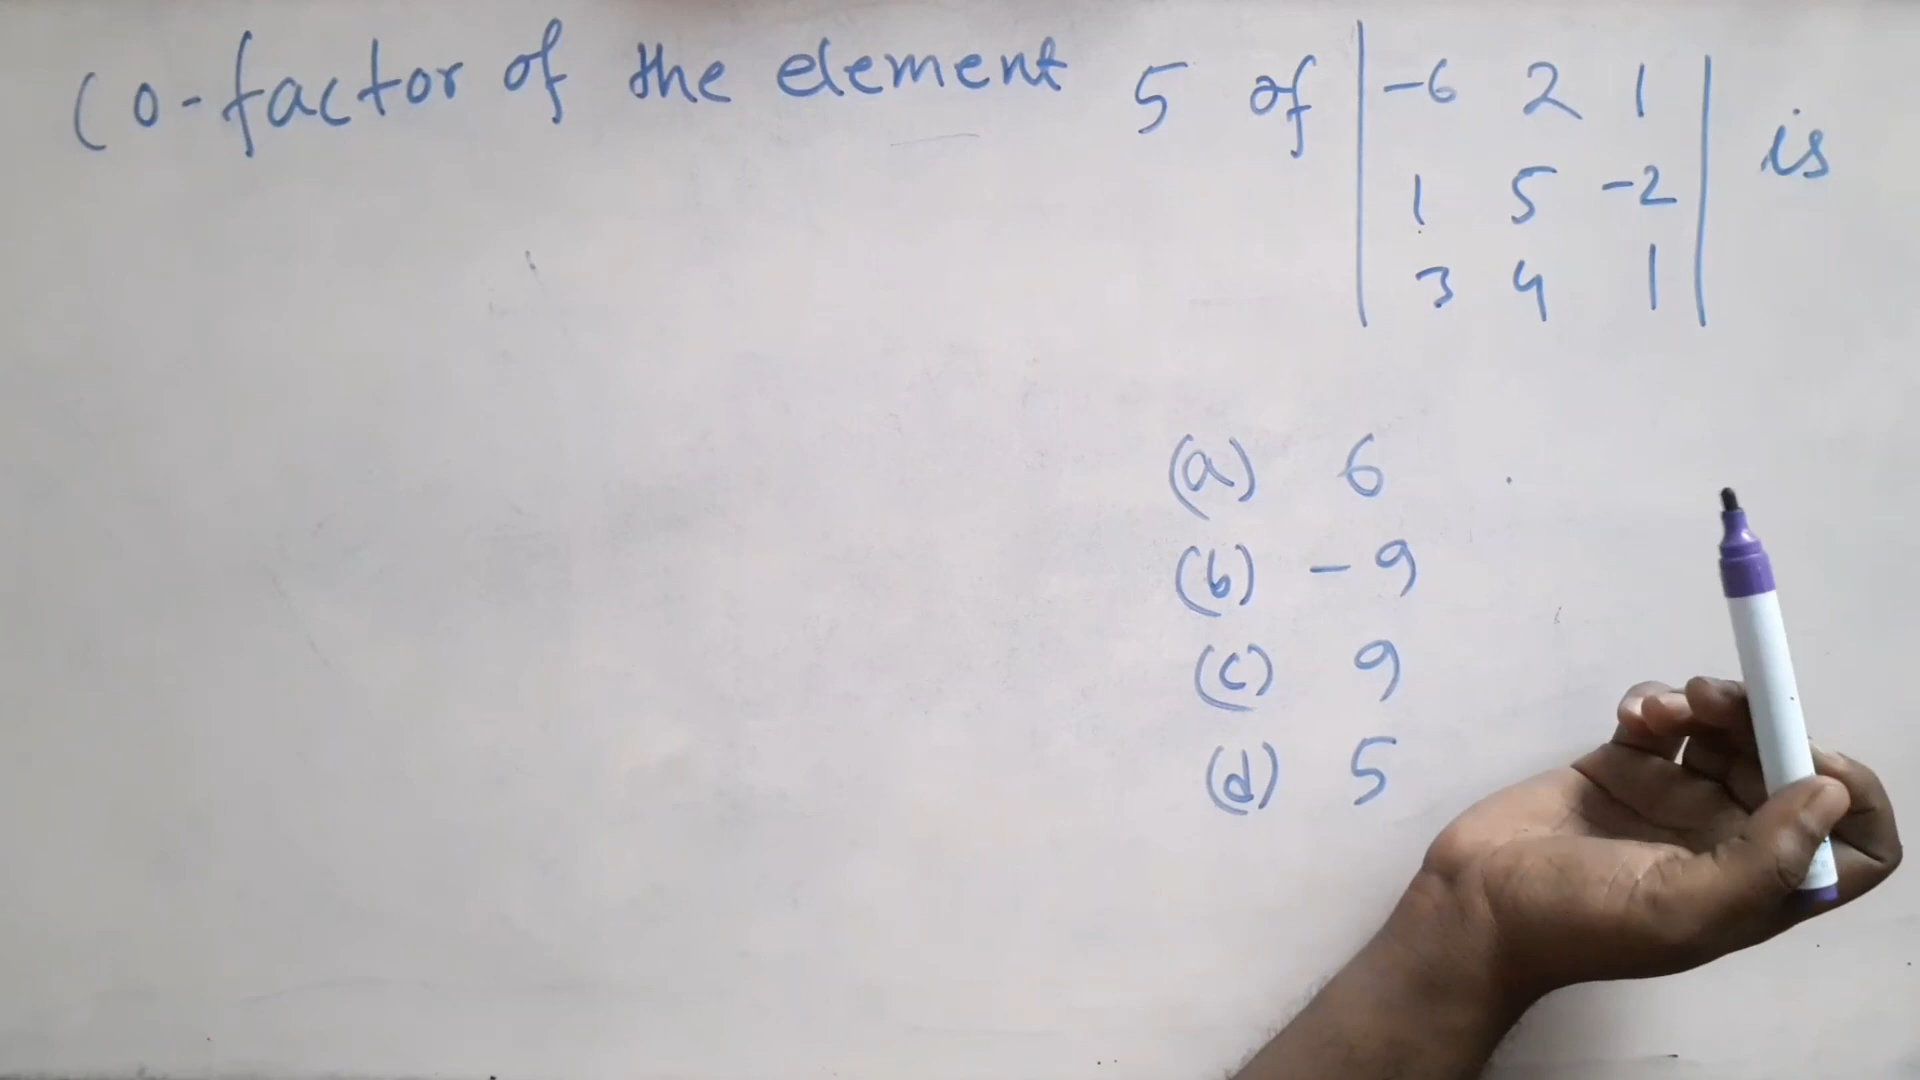 Co-factor of the element 5 of | -6 2 1 | is
| 1 5 -2 |
| 3 4 1 |
(a) 6
(b) - 9
(c) 9
(d) 5